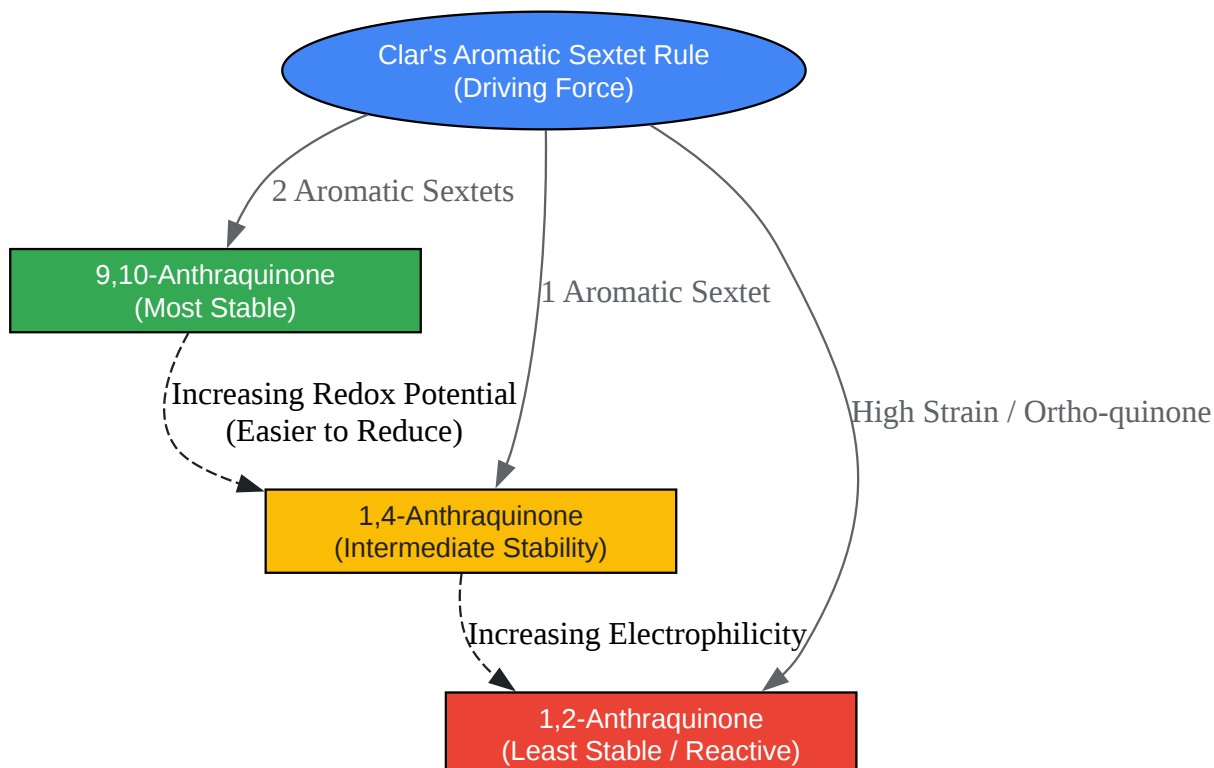 Clar's Aromatic Sextet Rule
(Driving Force)
2 Aromatic Sextets
9,10-Anthraquinone
(Most Stable)
1 Aromatic Sextet
Increasing Redox Potential
(Easier to Reduce)
High Strain / Ortho-quinone
1,4-Anthraquinone
(Intermediate Stability)
Increasing Electrophilicity
1,2-Anthraquinone
(Least Stable / Reactive)